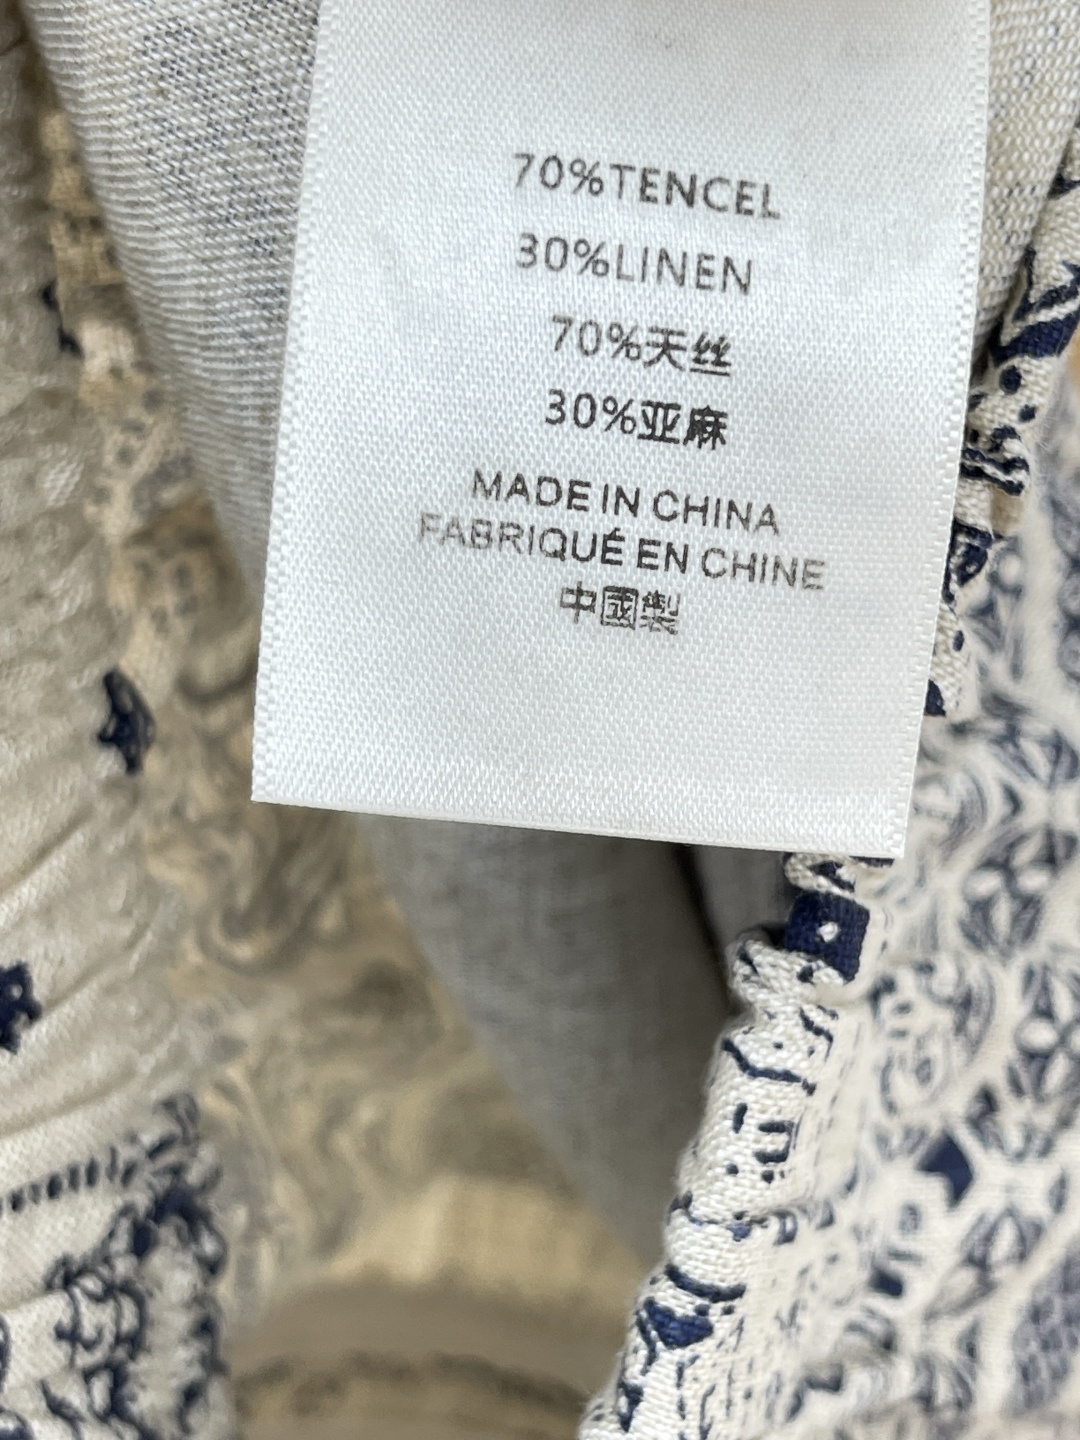 70%TENCEL
30%LINEN
70%天丝
30%亚麻
MADE IN CHINA
FABRIQUÉ EN CHINE
中國製